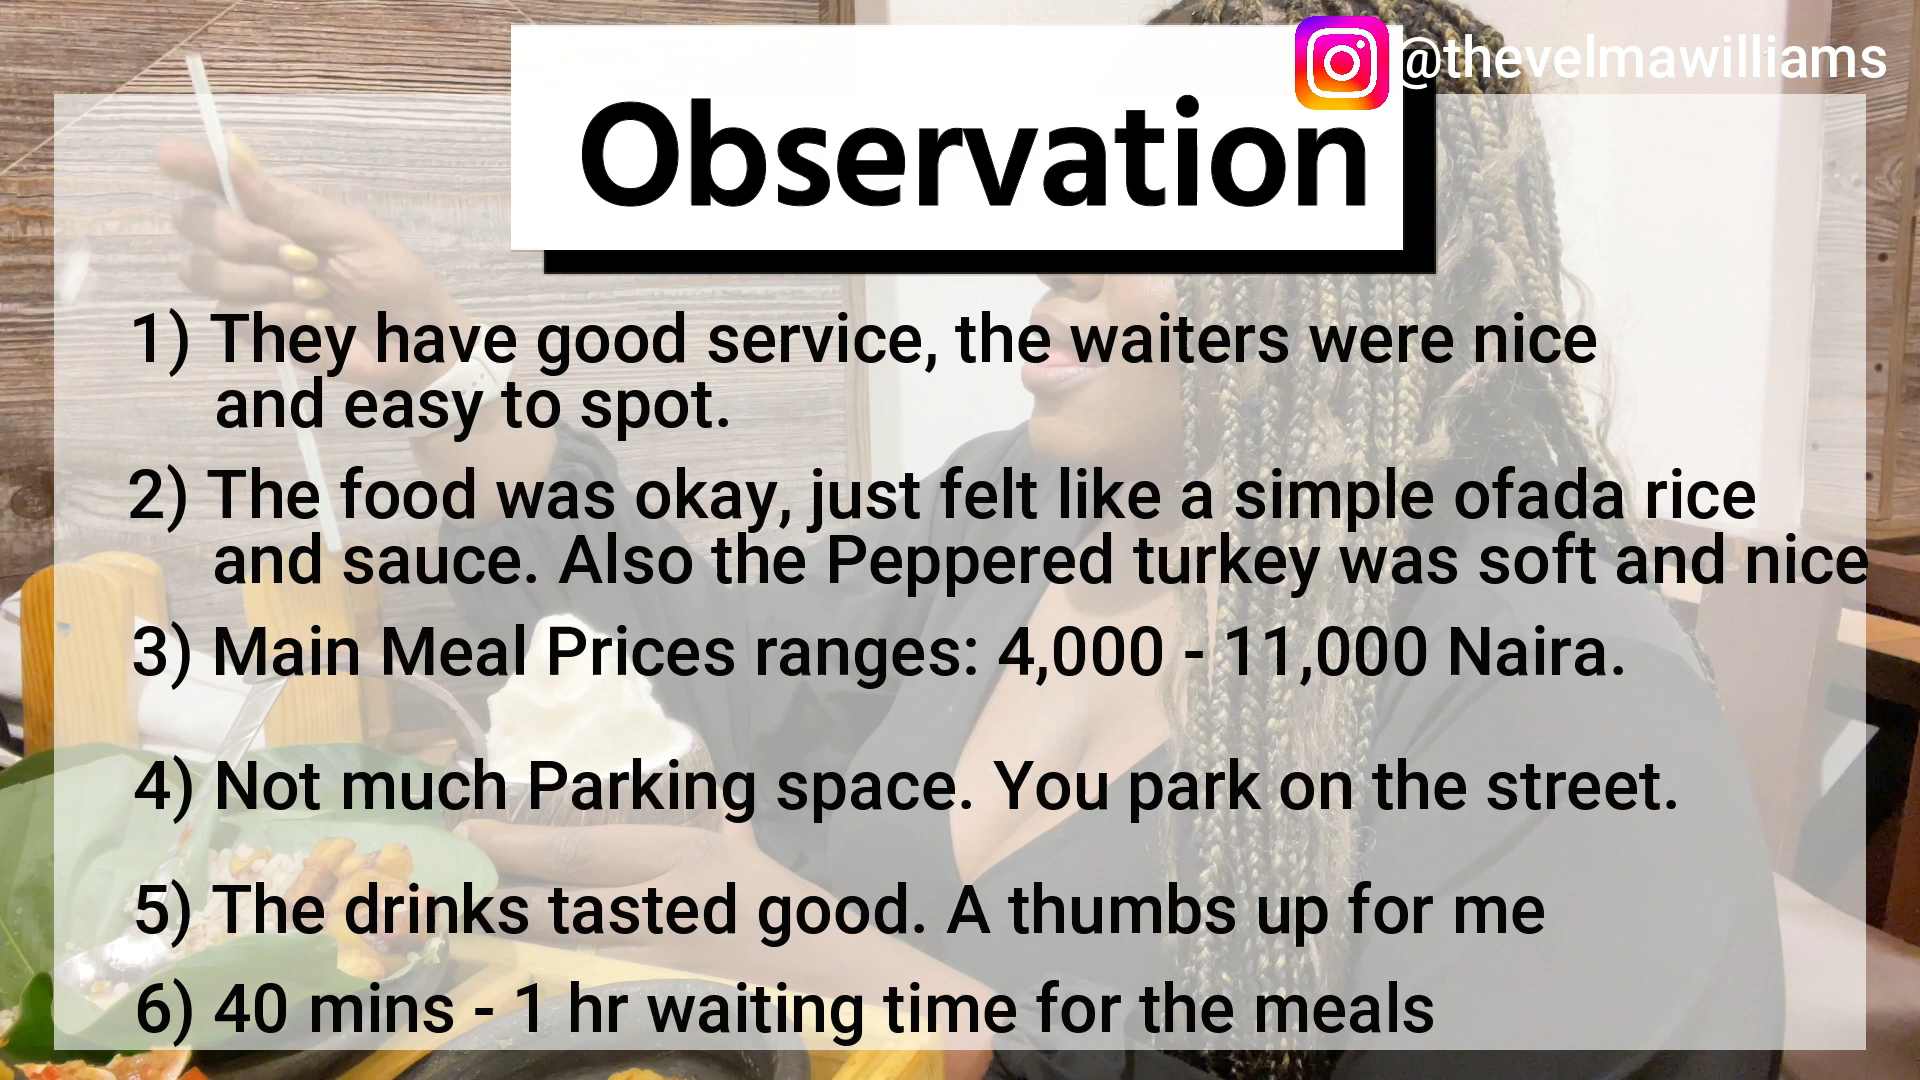 @thevelmawilliams
Observation
1) They have good service, the waiters were nice
and easy to spot.
2) The food was okay, just felt like a simple ofada rice
and sauce. Also the Peppered turkey was soft and nice
3) Main Meal Prices ranges: 4,000 - 11,000 Naira.
4) Not much Parking space. You park on the street.
5) The drinks tasted good. A thumbs up for me
6) 40 mins - 1 hr waiting time for the meals